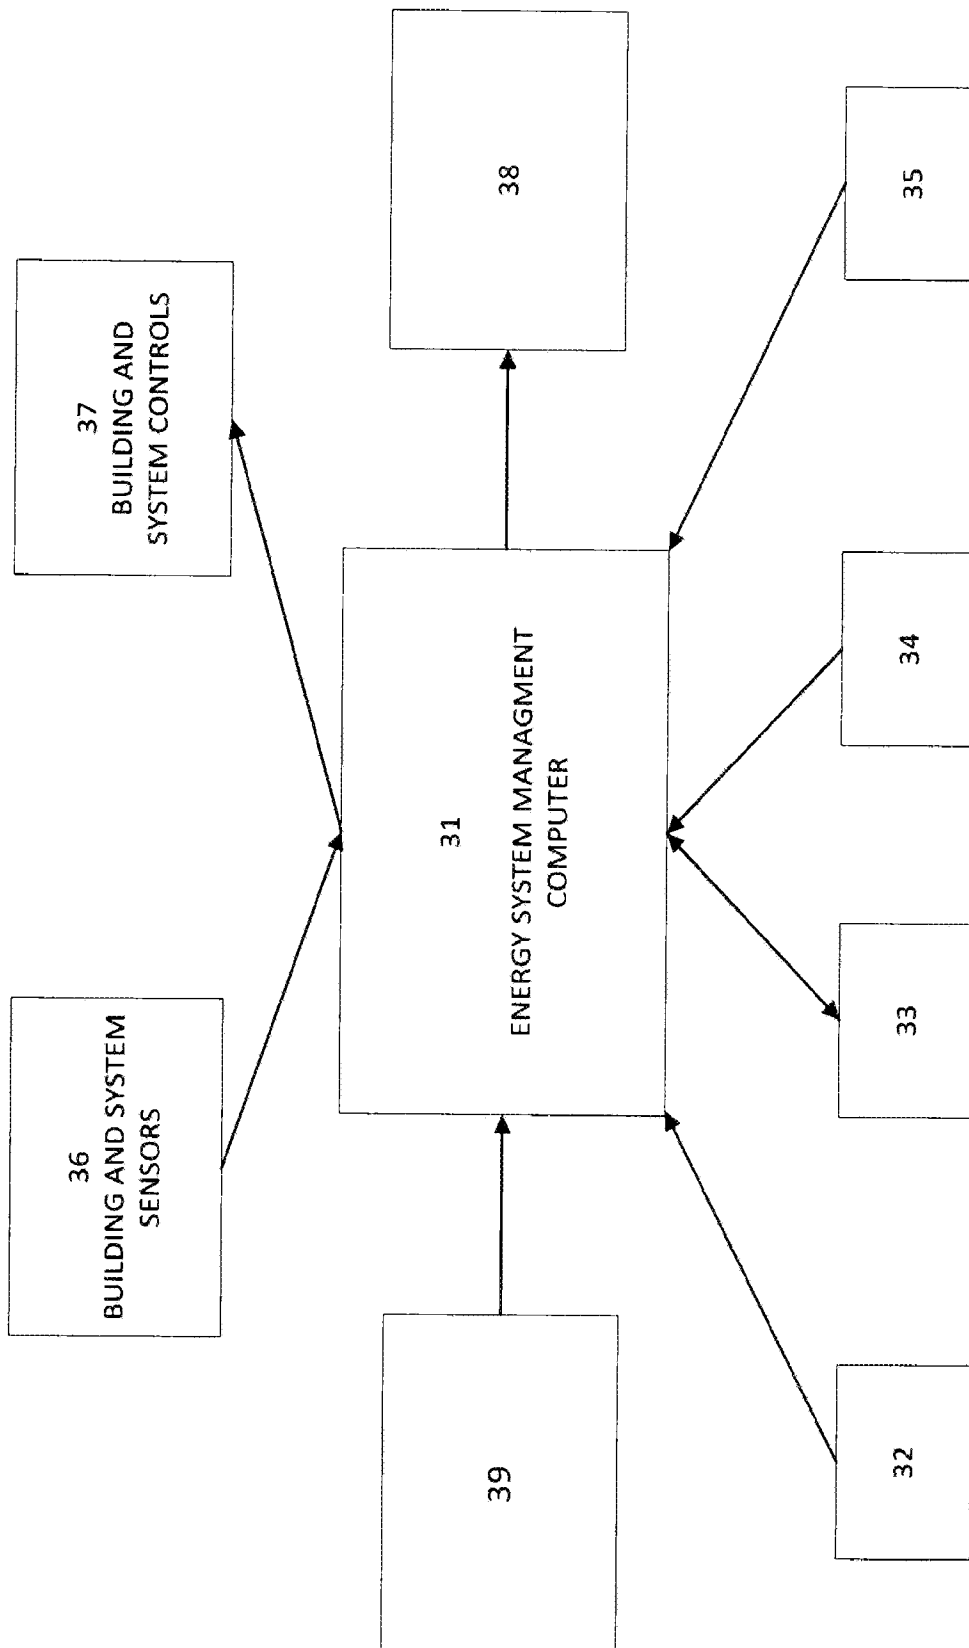 36
BUILDING AND SYSTEM
SENSORS
37
BUILDING AND
SYSTEM CONTROLS
39
31
ENERGY SYSTEM MANAGMENT
COMPUTER
38
32
33
34
35